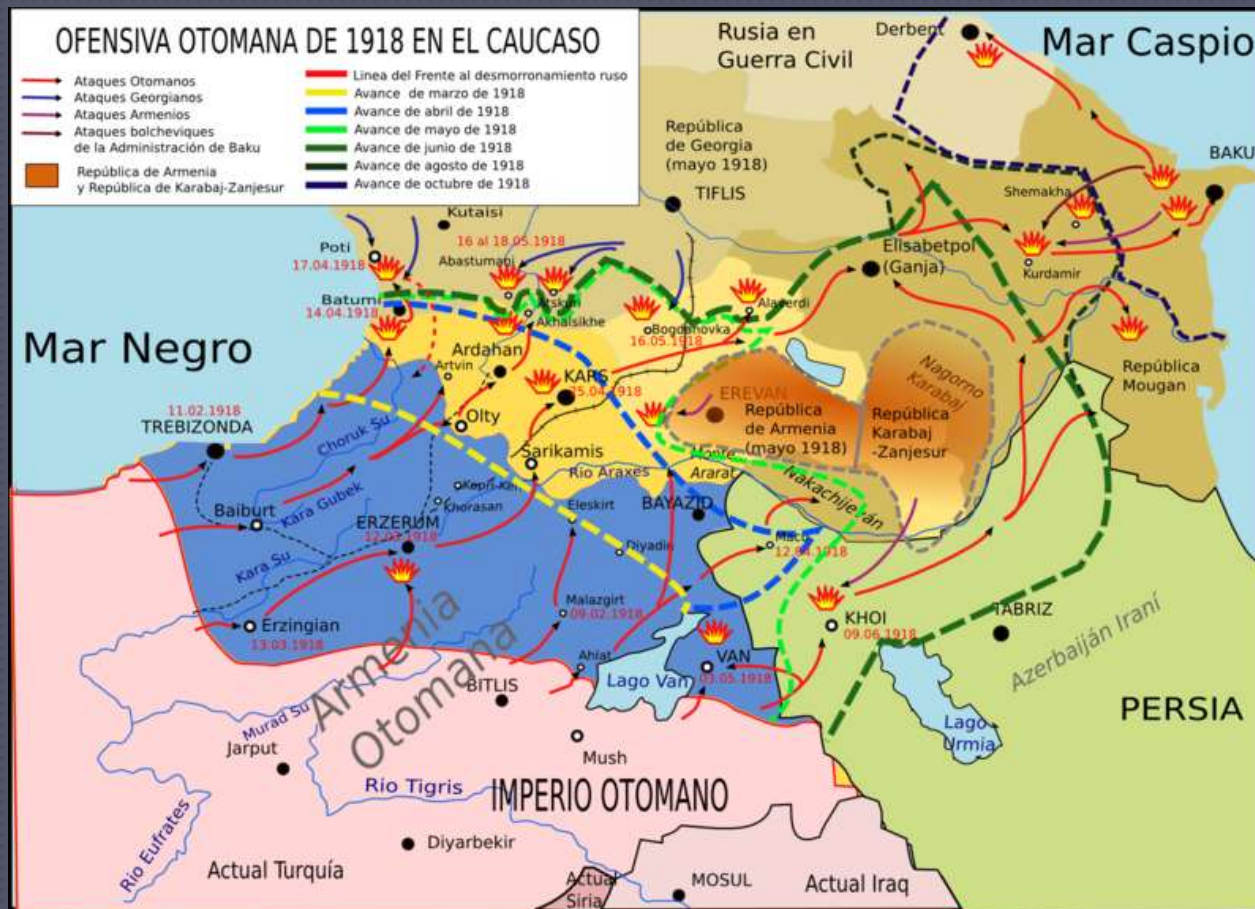 OFENSIVA OTOMANA DE 1918 EN EL CAUCASO
Ataques Otomanos
Ataques Georgianos
Ataques Armenios
Ataques bolcheviques
de la Administración de Baku
República de Armenia
y República de Karabaj-Zanjesur
Linea del Frente al desmorronamiento ruso
Avance de marzo de 1918
Avance de abril de 1918
Avance de mayo de 1918
Avance de junio de 1918
Avance de agosto de 1918
Avance de octubre de 1918
Rusia en
Guerra Civil
Derbent
Mar Caspio
República
de Georgia
(mayo 1918)
TIFLIS
BAKU
Shemakha
Kutaisi
Poti
17.04.1918
16 al 18.05.1918
Abastumani
Elisabetpol
(Ganja)
Kurdamir
Batumi
14.04.1918
Atskuri
Akhalsikhe
Alaverdi
Bogdanovka
16.05.1918
Mar Negro
Ardahan
Artvin
KARS
25.04.1918
República
Mougan
Nagorno
Karabaj
EREVAN
República
de Armenia
(mayo 1918)
República
Karabaj
-Zanjesur
11.02.1918
TREBIZONDA
Olty
Choruk Su
Sarikamis
Rio Araxes
Monte
Ararat
Nakachijeván
Kara Gubek
Khorasan
Eleskirt
BAYAZID
Baiburt
ERZERUM
12.03.1918
Diyadin
12.04.1918
Kara Su
Erzingian
13.03.1918
Malazgirt
09.02.1918
KHOI
09.06.1918
TABRIZ
Azerbaiján Iraní
Armenia
Otomana
Ahlat
Lago Van
VAN
03.05.1918
BITLIS
PERSIA
Lago
Urmia
Murad Su
Jarput
Mush
Río Tigris
IMPERIO OTOMANO
Río Eufrates
Diyarbekir
Actual Turquía
Actual
Siria
MOSUL
Actual Iraq